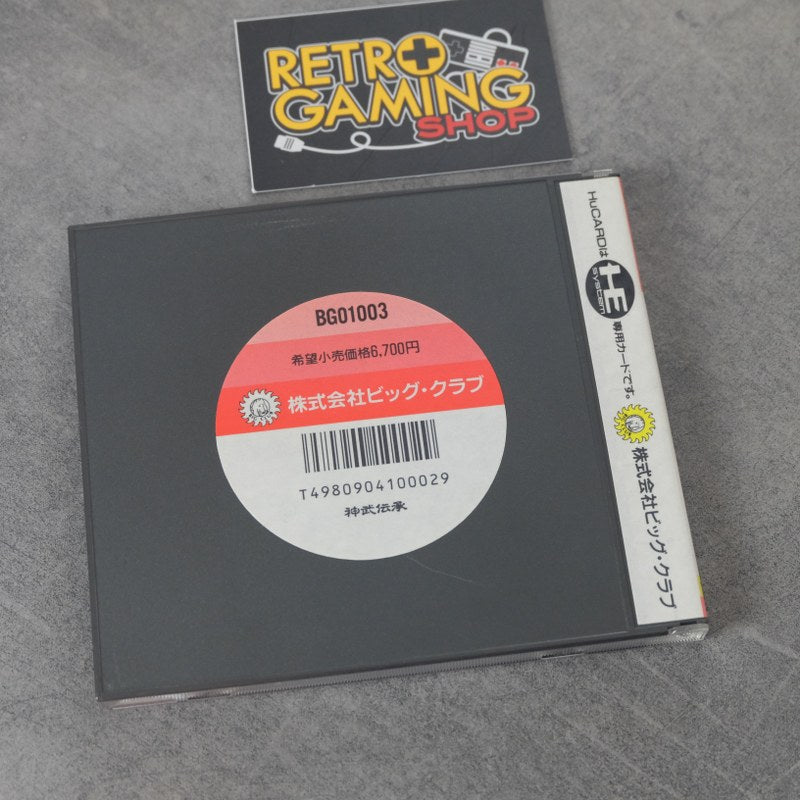 RETRO
GAMING
SHOP
BG01003
希望小売価格6,700円
株式会社ビッグ・クラブ
T4980904100029
神武伝承
HuCARDは
HE
system
専用カードです。
株式会社ビッグ・クラブ